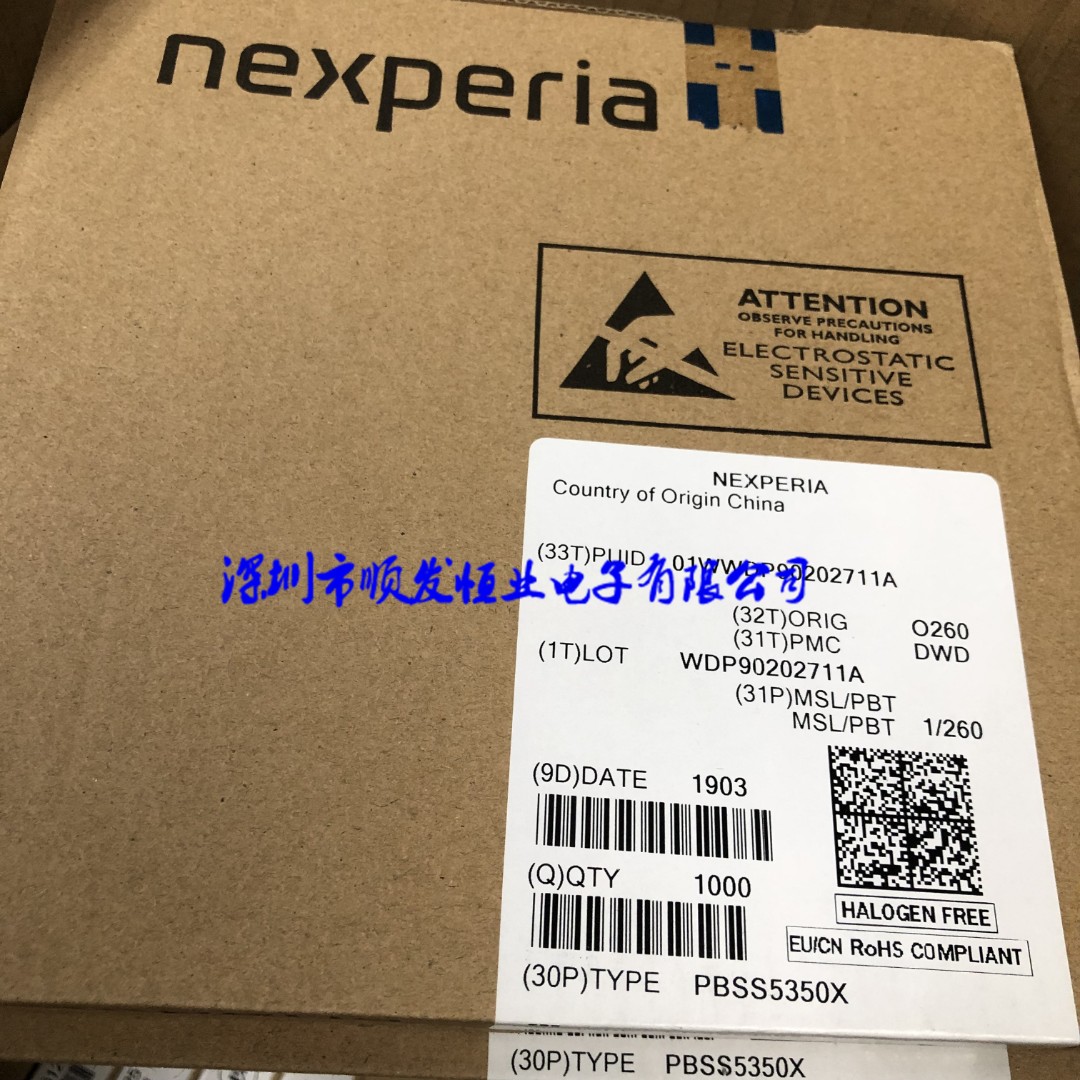 nexperia
ATTENTION
OBSERVE PRECAUTIONS
FOR HANDLING
ELECTROSTATIC
SENSITIVE
DEVICES
NEXPERIA
Country of Origin China
(33T)PUID 01WWDP90202711A
深圳市顺发恒业电子有限公司
(32T)ORIG O260
(31T)PMC DWD
(1T)LOT WDP90202711A
(31P)MSL/PBT
MSL/PBT 1/260
(9D)DATE 1903
(Q)QTY 1000
HALOGEN FREE
EU/CN RoHS COMPLIANT
(30P)TYPE PBSS5350X
(30P)TYPE PBSS5350X